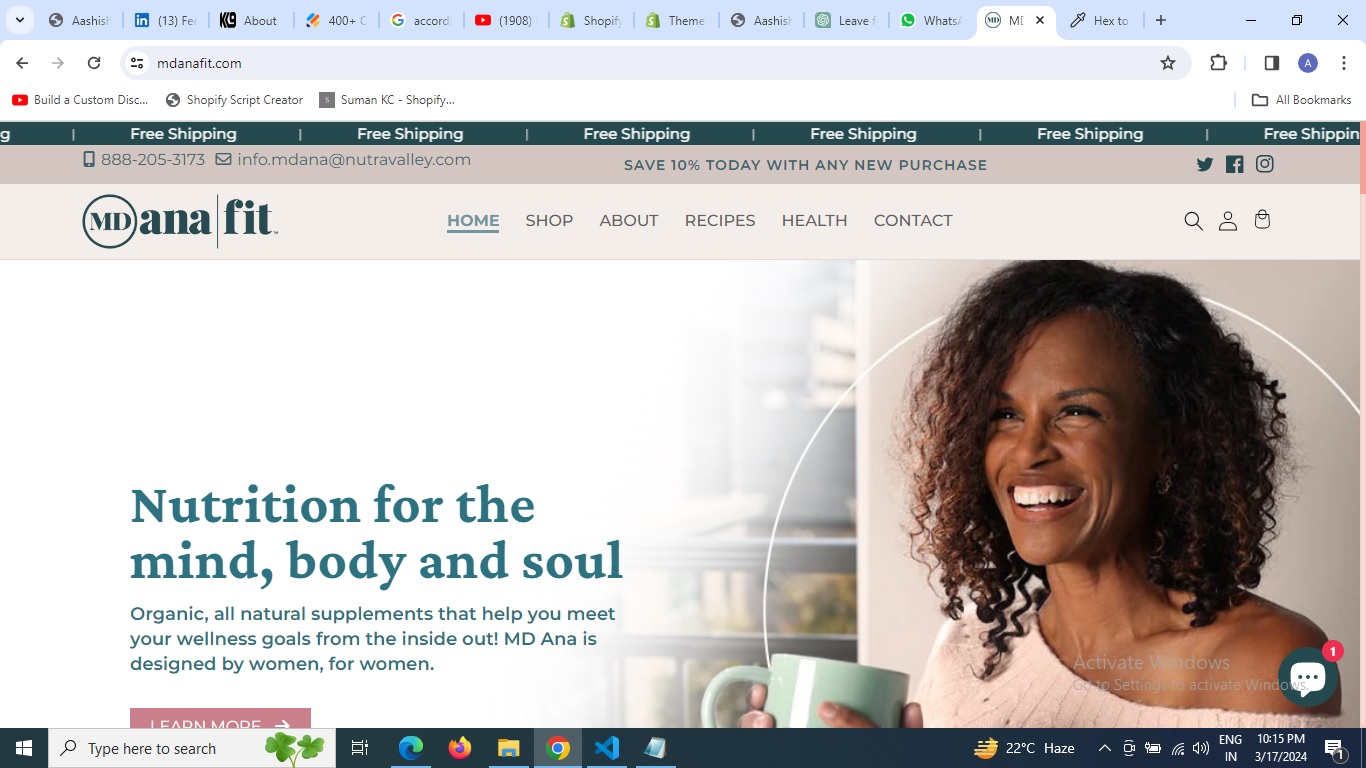 Aashish
(13) Fee
KG
About
400+ C
accordi
(1908)
Shopify
Theme
Aashish
Leave f
WhatsA
MD
Hex to
mdanafit.com
A
Build a Custom Disc...
Shopify Script Creator
S
Suman KC - Shopify...
All Bookmarks
g | Free Shipping | Free Shipping | Free Shipping | Free Shipping | Free Shipping | Free Shippin
888-205-3173 info.mdana@nutravalley.com
SAVE 10% TODAY WITH ANY NEW PURCHASE
MD ana|fit™
HOME SHOP ABOUT RECIPES HEALTH CONTACT
Nutrition for the
mind, body and soul
Organic, all natural supplements that help you meet
your wellness goals from the inside out! MD Ana is
designed by women, for women.
LEARN MORE
1
Activate Windows
Go to Settings to activate Windows.
Type here to search
22°C Haze
ENG
IN
10:15 PM
3/17/2024
1